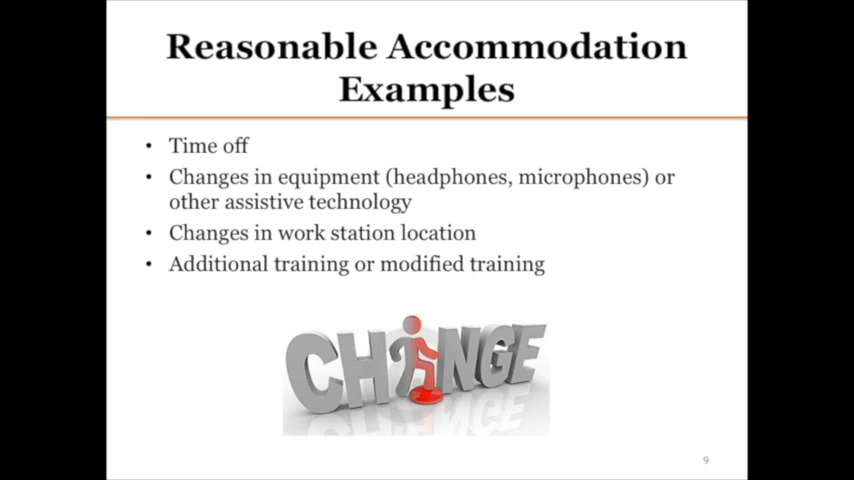 Reasonable Accommodation
Examples
• Time off
• Changes in equipment (headphones, microphones) or
other assistive technology
• Changes in work station location
• Additional training or modified training
CHANGE
9